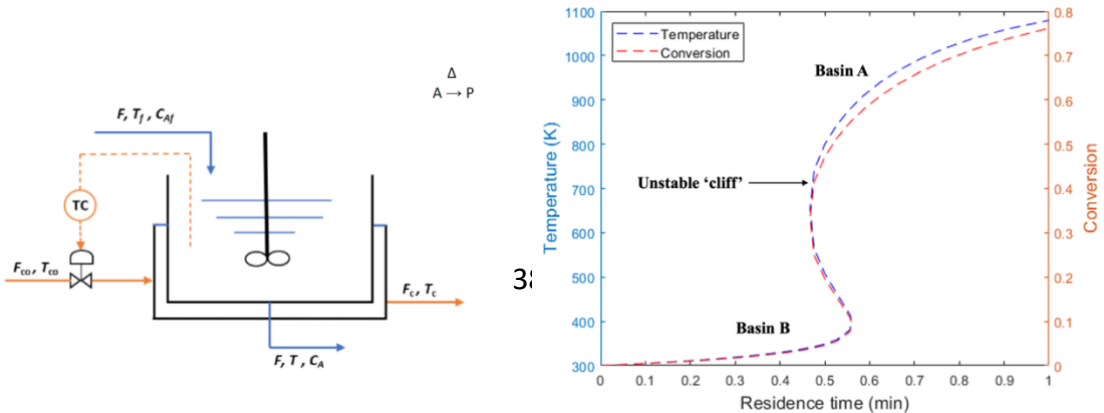 Δ
A → P
F, T_f , C_Af
TC
F_co, T_co
F_c, T_c
F, T , C_A
38
Temperature (K)
1100
1000
900
800
700
600
500
400
300
Temperature
Conversion
Basin A
Unstable ‘cliff’
Basin B
0.8
0.7
0.6
0.5
0.4
0.3
0.2
0.1
0
Conversion
0 0.1 0.2 0.3 0.4 0.5 0.6 0.7 0.8 0.9 1
Residence time (min)